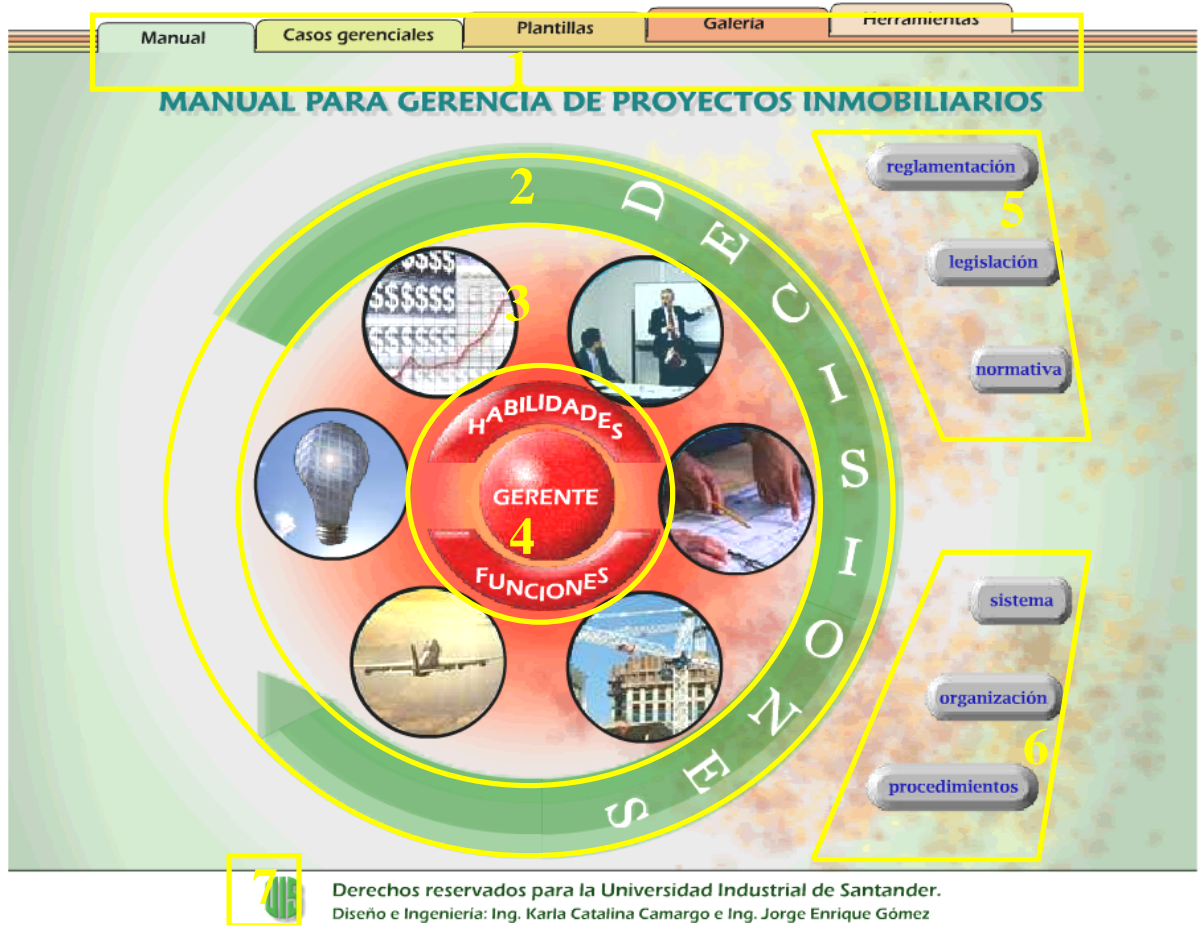 Manual
Casos gerenciales
Plantillas
Galería
Herramientas
1
MANUAL PARA GERENCIA DE PROYECTOS INMOBILIARIOS
2
DECISIONES
reglamentación
5
legislación
normativa
$$$$$
$$$$$$
$$$$$
3
HABILIDADES
GERENTE
4
FUNCIONES
sistema
organización
6
procedimientos
7
UIS
Derechos reservados para la Universidad Industrial de Santander.
Diseño e Ingeniería: Ing. Karla Catalina Camargo e Ing. Jorge Enrique Gómez